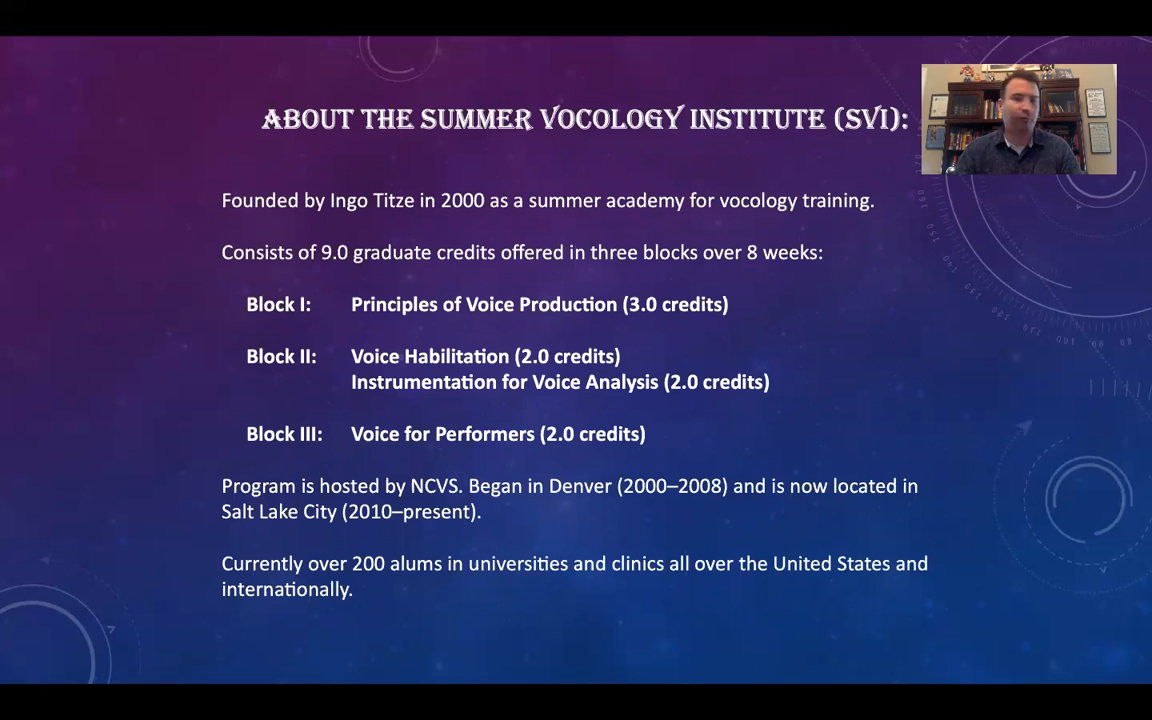 ABOUT THE SUMMER VOCOLOGY INSTITUTE (SVI):
Founded by Ingo Titze in 2000 as a summer academy for vocology training.
Consists of 9.0 graduate credits offered in three blocks over 8 weeks:
Block I: Principles of Voice Production (3.0 credits)
Block II: Voice Habilitation (2.0 credits)
Instrumentation for Voice Analysis (2.0 credits)
Block III: Voice for Performers (2.0 credits)
Program is hosted by NCVS. Began in Denver (2000–2008) and is now located in
Salt Lake City (2010–present).
Currently over 200 alums in universities and clinics all over the United States and
internationally.